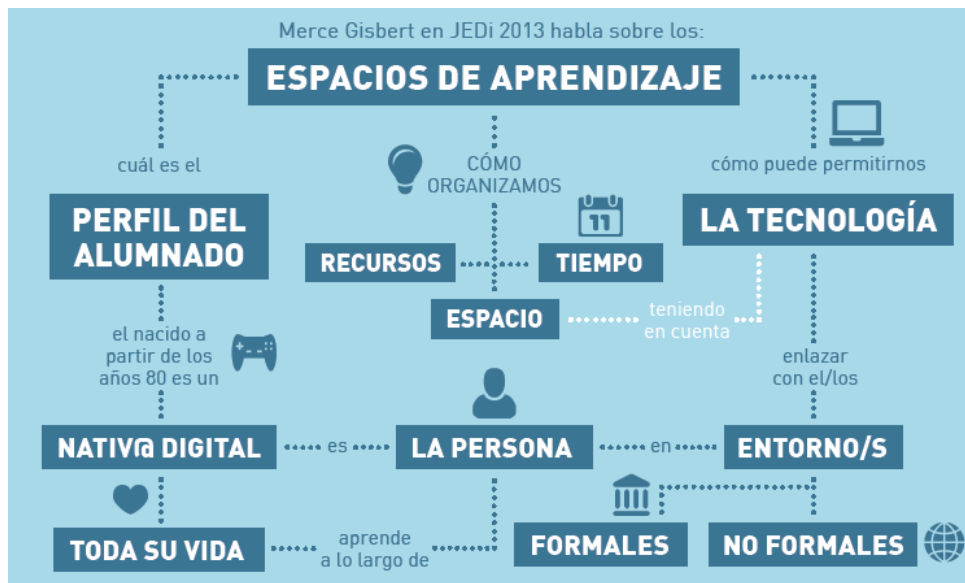 Merce Gisbert en JEDi 2013 habla sobre los:
ESPACIOS DE APRENDIZAJE
cuál es el
PERFIL DEL
ALUMNADO
CÓMO
ORGANIZAMOS
cómo puede permitirnos
LA TECNOLOGÍA
11
RECURSOS
TIEMPO
ESPACIO
teniendo
en cuenta
el nacido a
partir de los
años 80 es un
enlazar
con el/los
NATIV@ DIGITAL
es
LA PERSONA
en
ENTORNO/S
TODA SU VIDA
aprende
a lo largo de
FORMALES
NO FORMALES